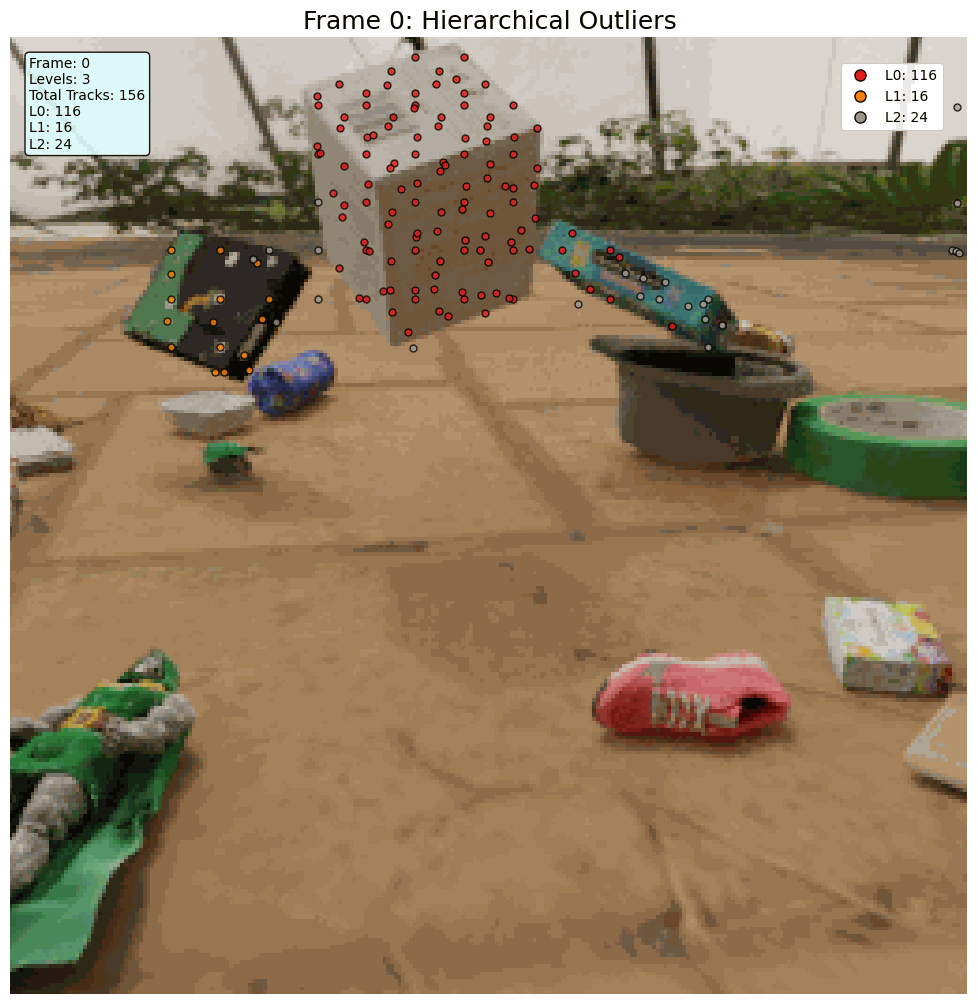 Frame 0: Hierarchical Outliers
Frame: 0
Levels: 3
Total Tracks: 156
L0: 116
L1: 16
L2: 24
L0: 116
L1: 16
L2: 24